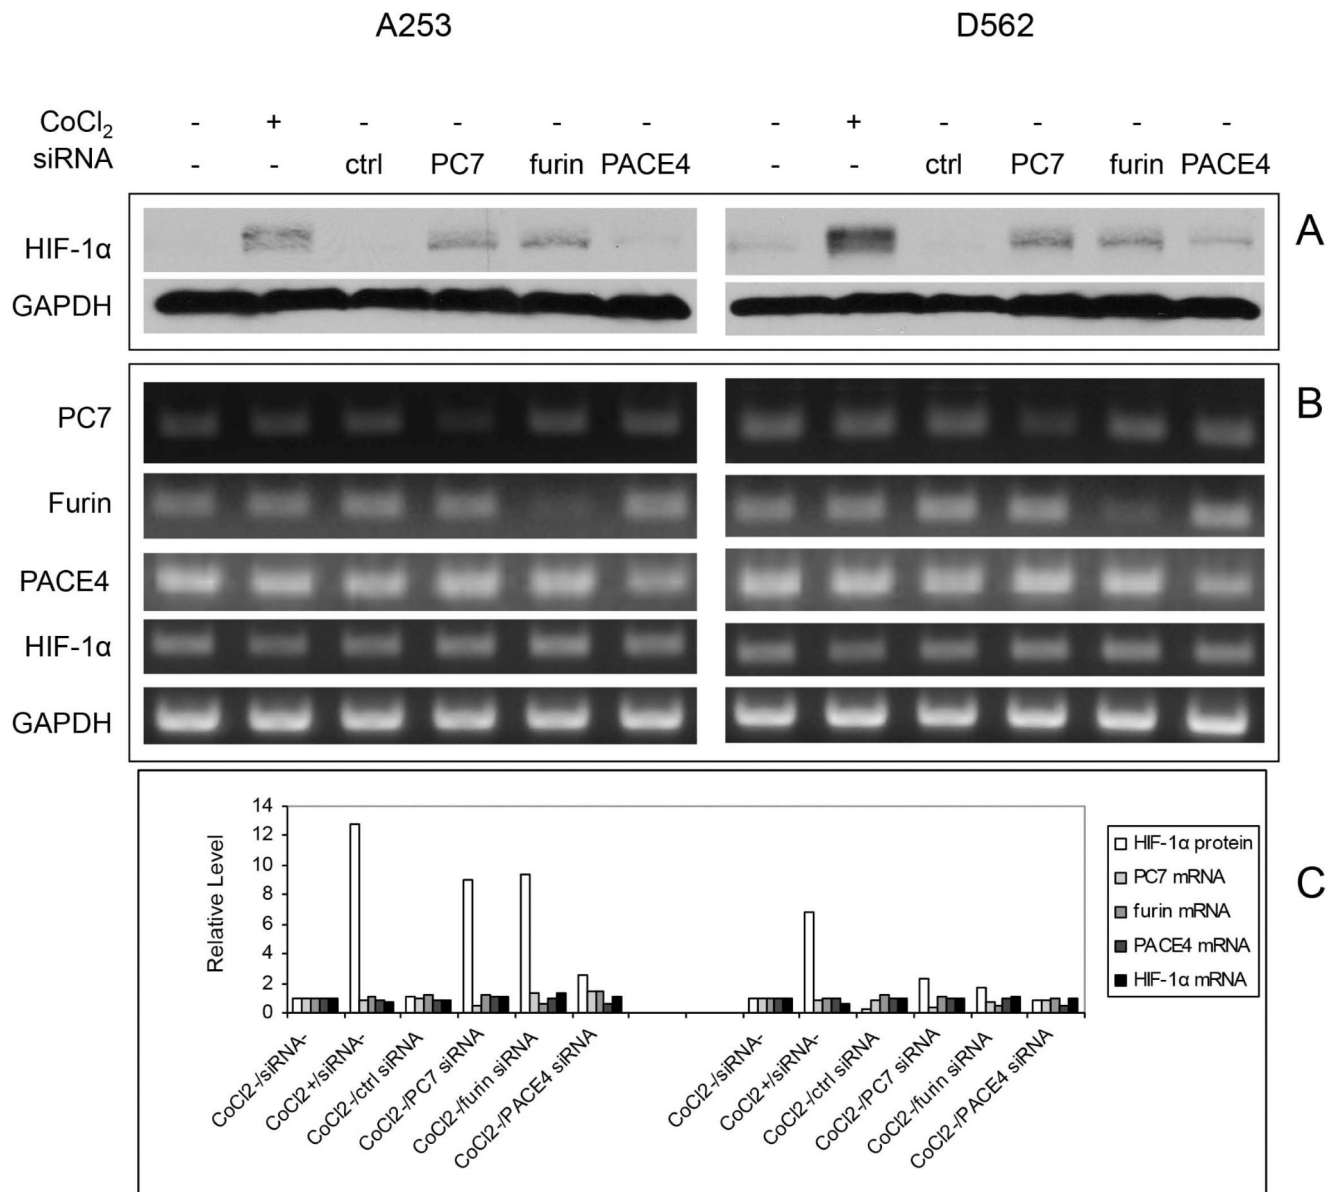 A253 D562
CoCl2 - + - - - - - + - - - -
siRNA - - ctrl PC7 furin PACE4 - - ctrl PC7 furin PACE4
HIF-1α
GAPDH
A
PC7
Furin
PACE4
HIF-1α
GAPDH
B
14
12
10
8
6
4
2
0
Relative Level
CoCl2-/siRNA-
CoCl2+/siRNA-
CoCl2-/ctrl siRNA
CoCl2-/PC7 siRNA
CoCl2-/furin siRNA
CoCl2-/PACE4 siRNA
CoCl2-/siRNA-
CoCl2+/siRNA-
CoCl2-/ctrl siRNA
CoCl2-/PC7 siRNA
CoCl2-/furin siRNA
CoCl2-/PACE4 siRNA
HIF-1α protein
PC7 mRNA
furin mRNA
PACE4 mRNA
HIF-1α mRNA
C